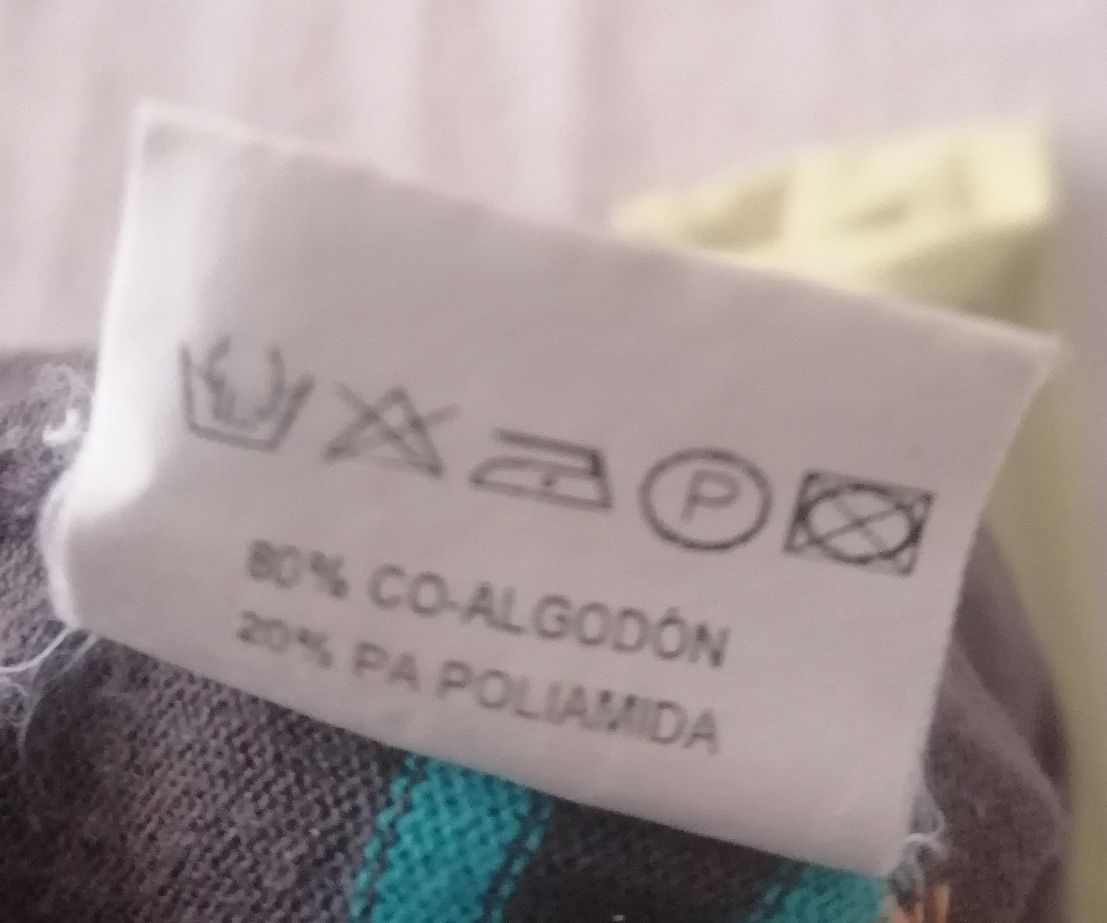 P
80% CO-ALGODÓN
20% PA POLIAMIDA